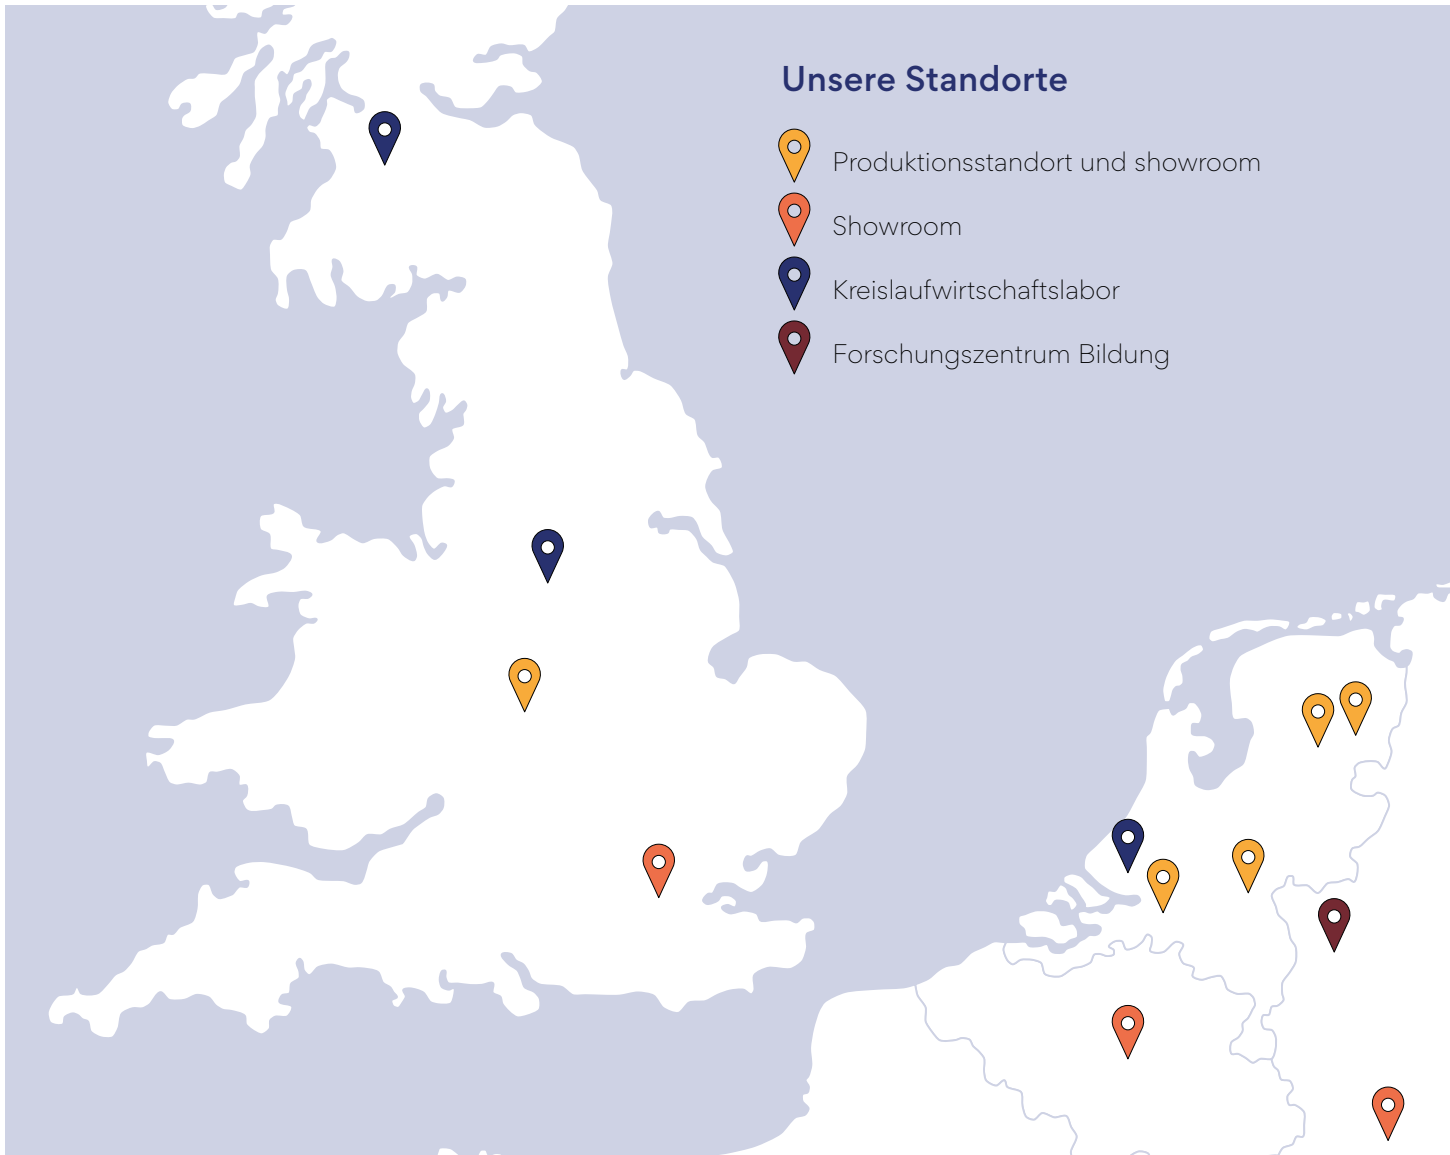 Unsere Standorte
Produktionsstandort und showroom
Showroom
Kreislaufwirtschaftslabor
Forschungszentrum Bildung